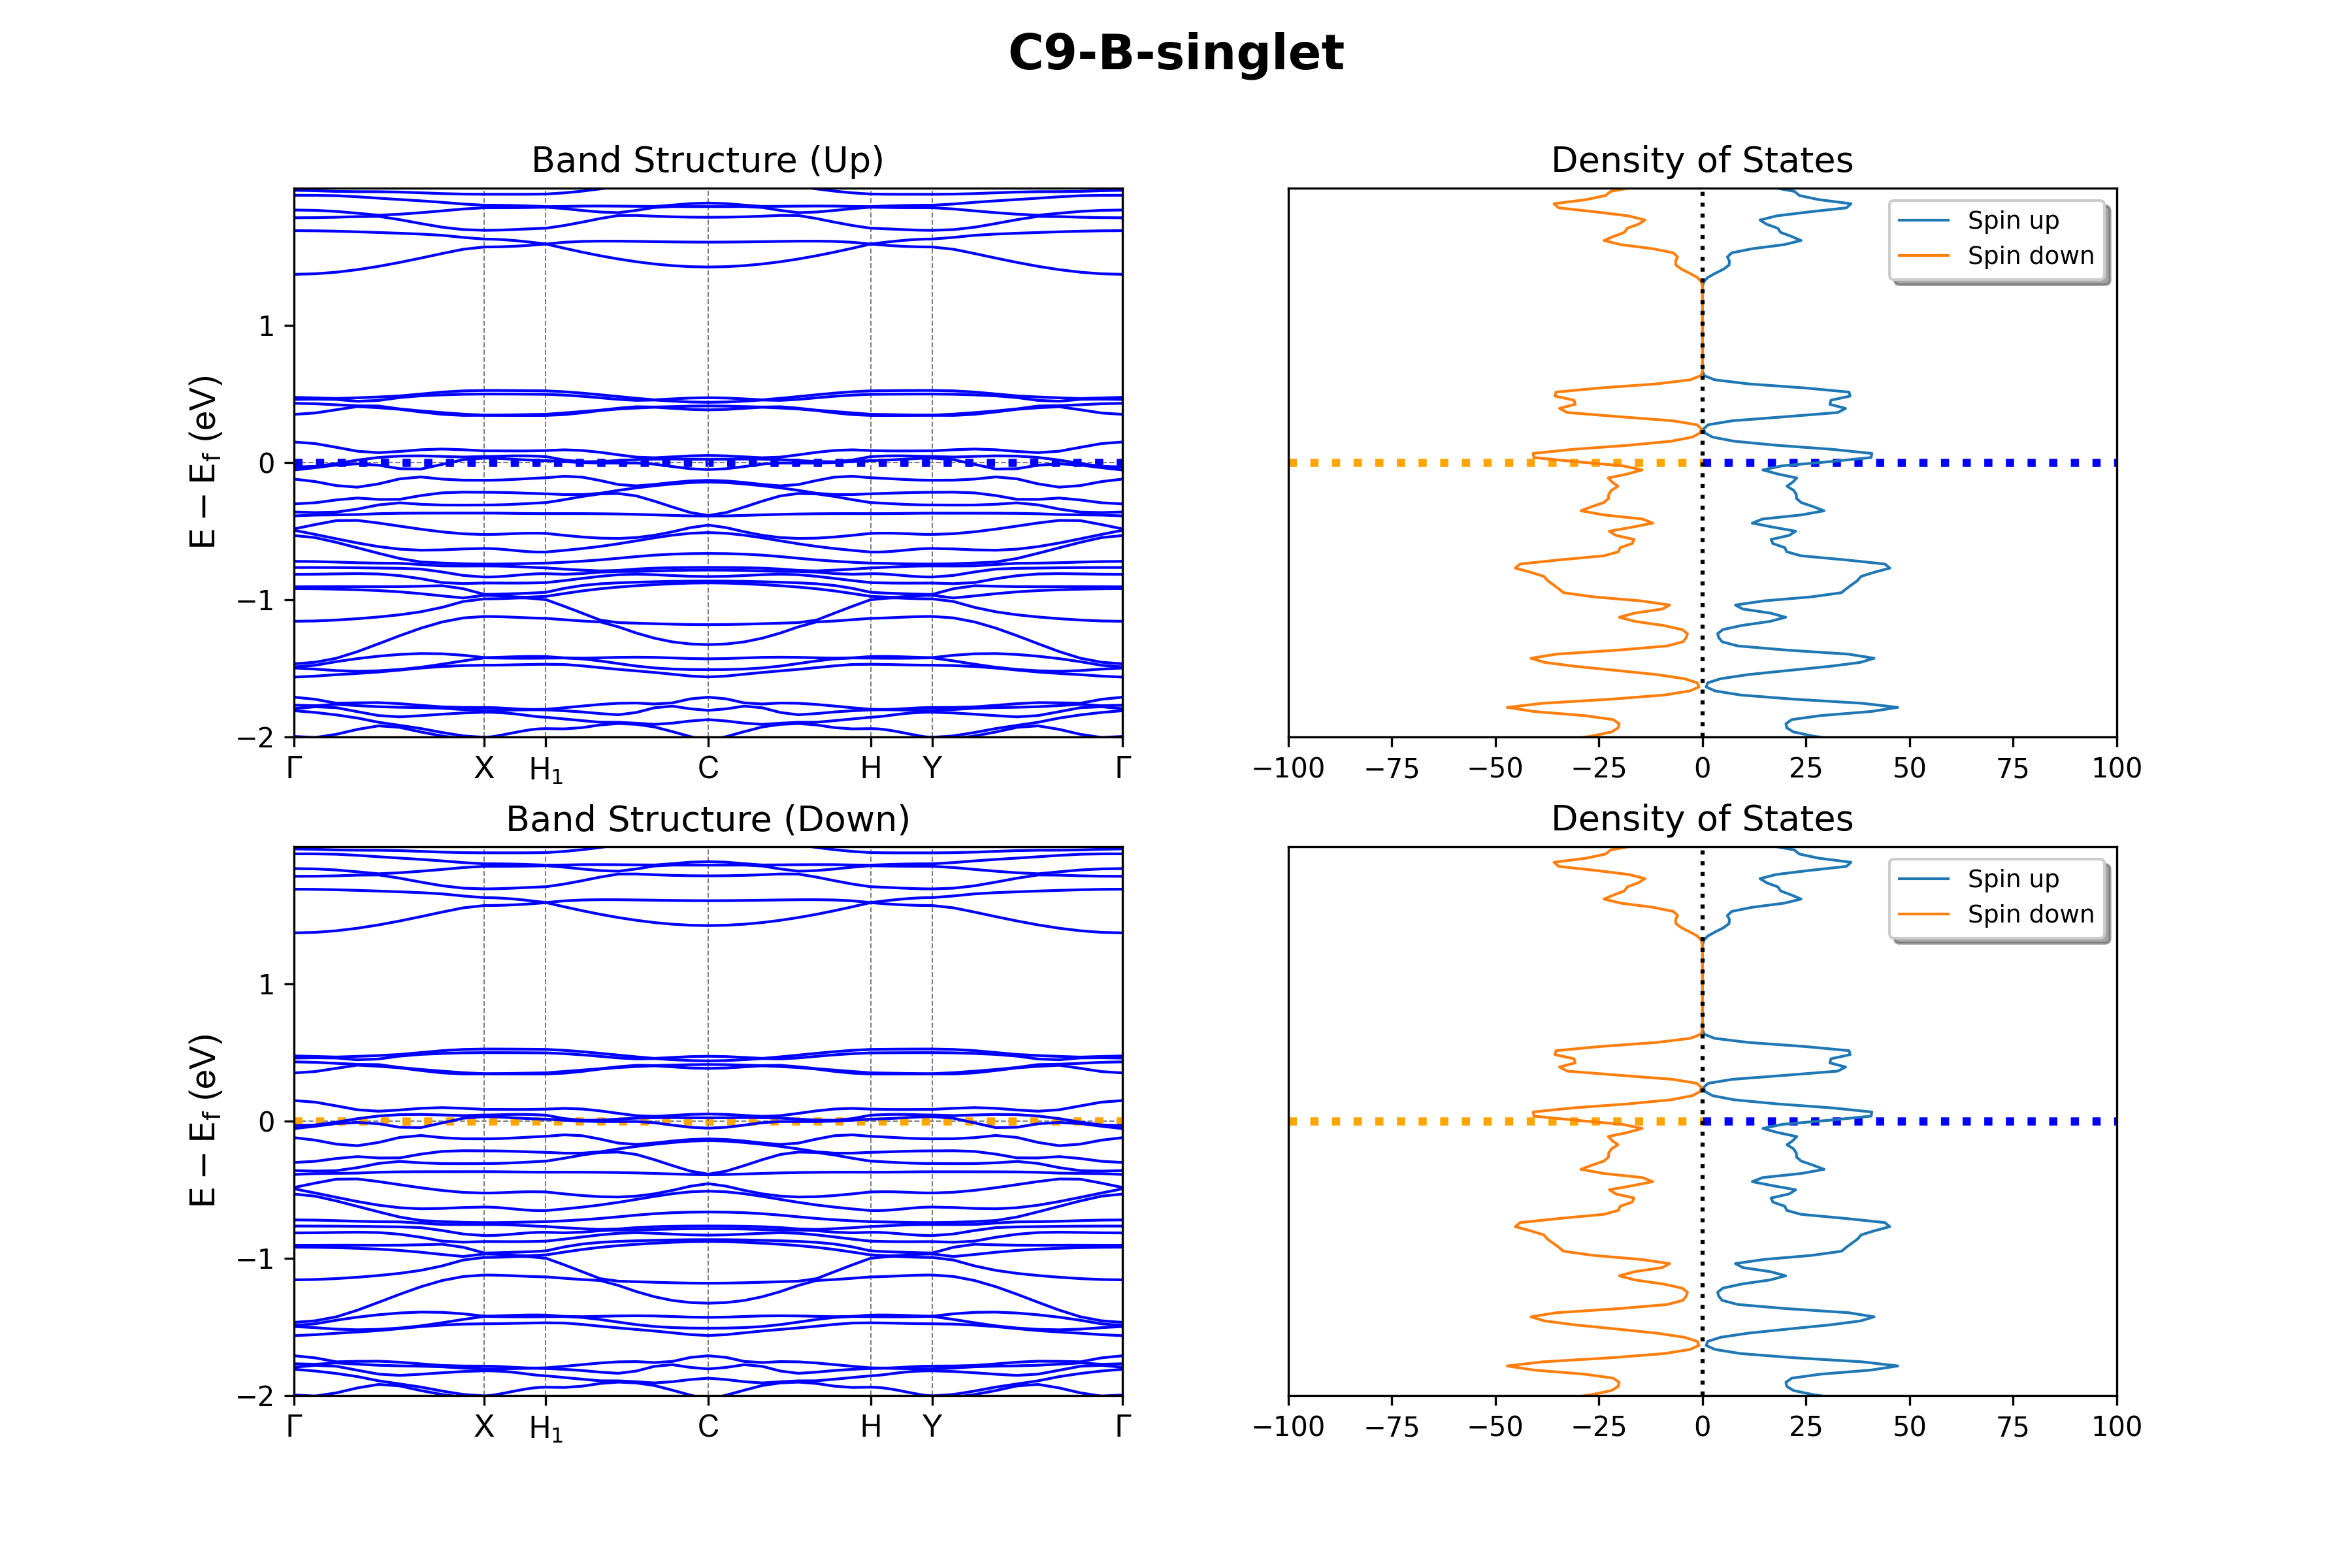 C9-B-singlet
Band Structure (Up)
Density of States
E − E_f (eV)
1
0
−1
−2
Γ X H₁ C H Y Γ
Spin up
Spin down
−100 −75 −50 −25 0 25 50 75 100
Band Structure (Down)
Density of States
E − E_f (eV)
1
0
−1
−2
Γ X H₁ C H Y Γ
Spin up
Spin down
−100 −75 −50 −25 0 25 50 75 100